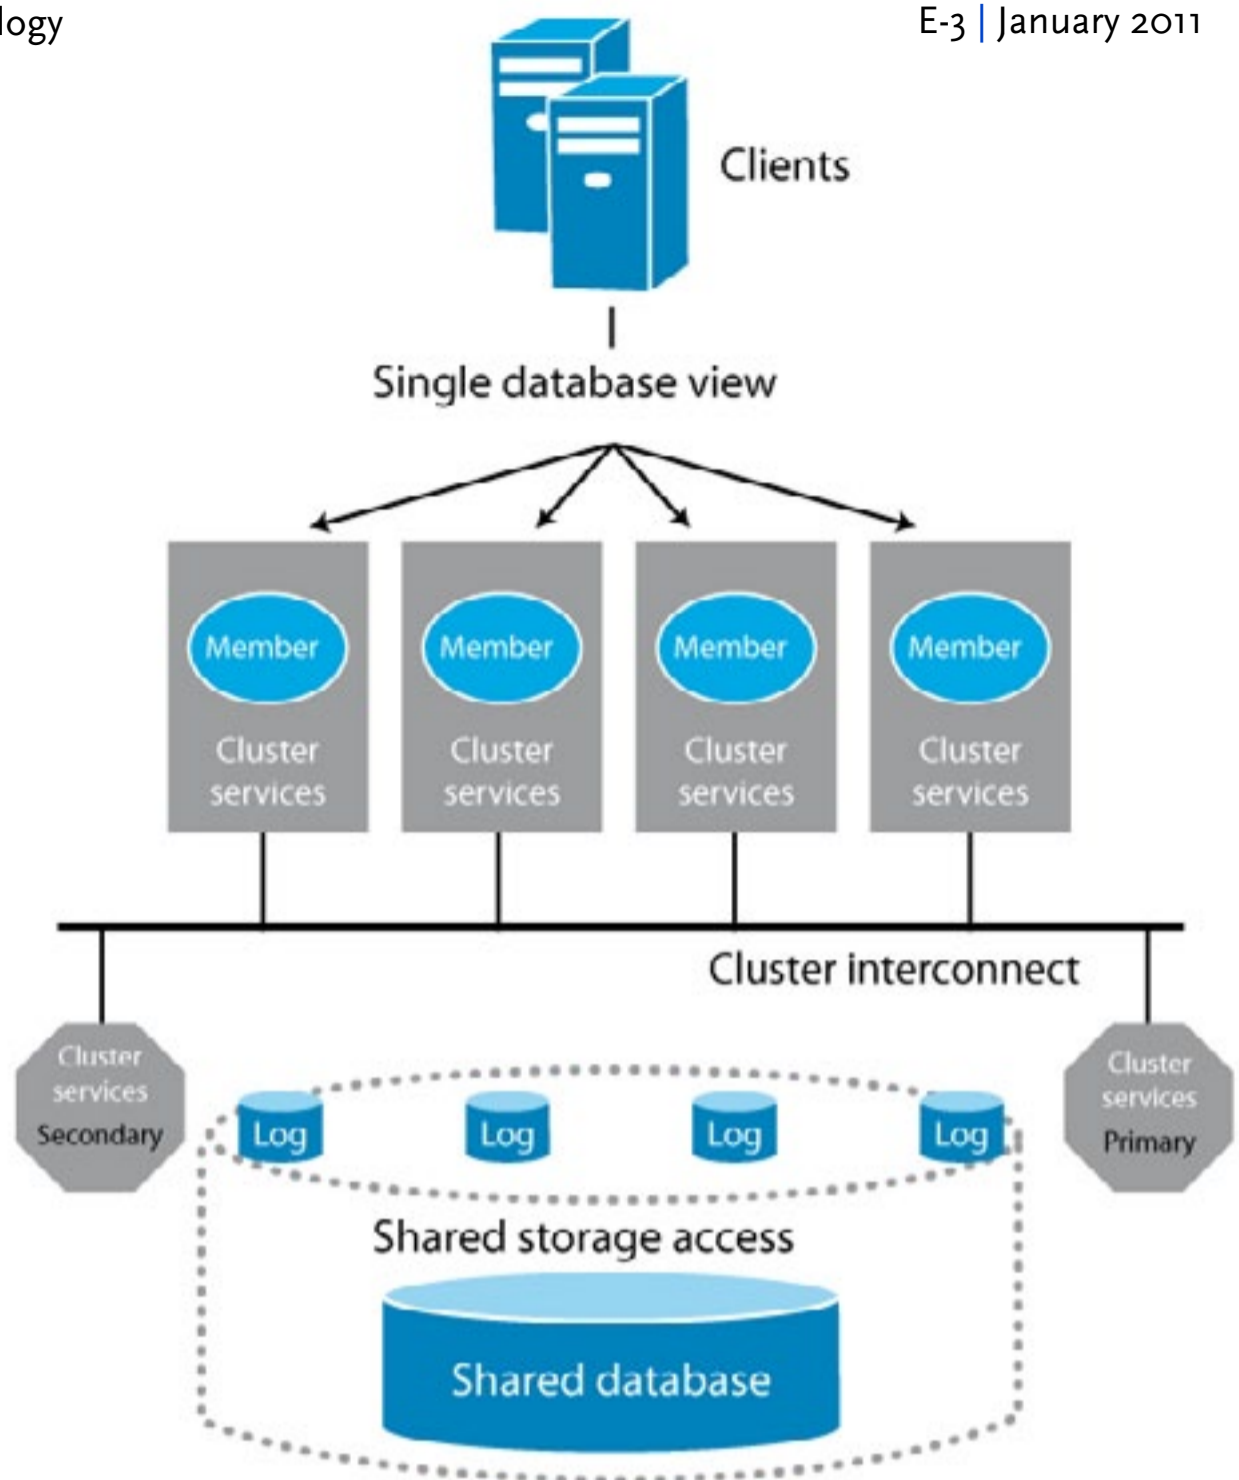 logy
E-3 | January 2011
Clients
Single database view
Member
Cluster
services
Member
Cluster
services
Member
Cluster
services
Member
Cluster
services
Cluster interconnect
Cluster
services
Secondary
Log
Log
Log
Log
Cluster
services
Primary
Shared storage access
Shared database